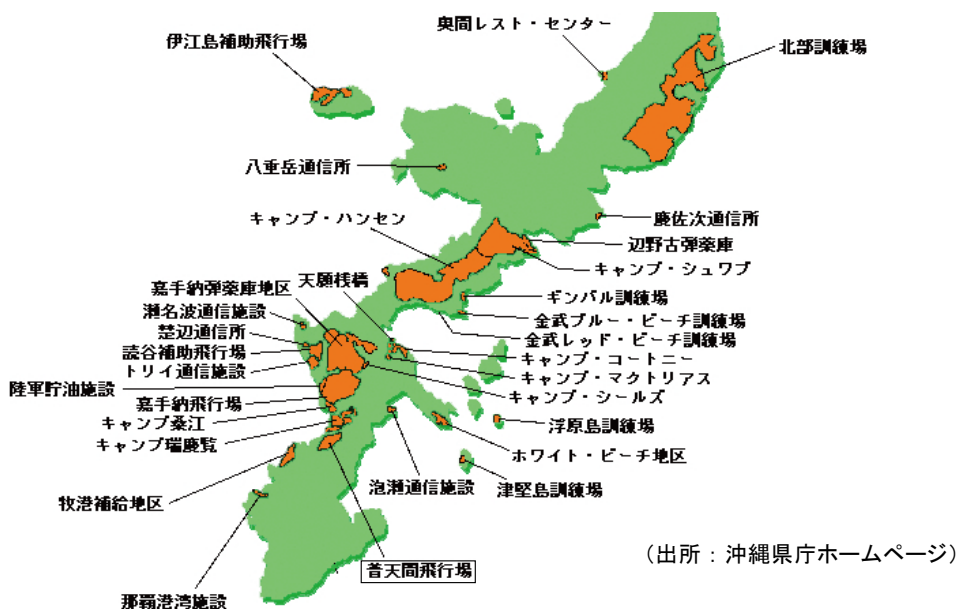 奥間レスト・センター
伊江島補助飛行場
北部訓練場
八重岳通信所
キャンプ・ハンセン
慶佐次通信所
辺野古弾薬庫
キャンプ・シュワブ
天願桟橋
嘉手納弾薬庫地区
ギンバル訓練場
瀬名波通信施設
金武ブルー・ビーチ訓練場
楚辺通信所
金武レッド・ビーチ訓練場
読谷補助飛行場
キャンプ・コートニー
トリイ通信施設
キャンプ・マクトリアス
陸軍貯油施設
キャンプ・シールズ
嘉手納飛行場
キャンプ桑江
浮原島訓練場
キャンプ瑞慶覧
ホワイト・ビーチ地区
泡瀬通信施設
津堅島訓練場
牧港補給地区
(出所:沖縄県庁ホームページ)
普天間飛行場
那覇港湾施設